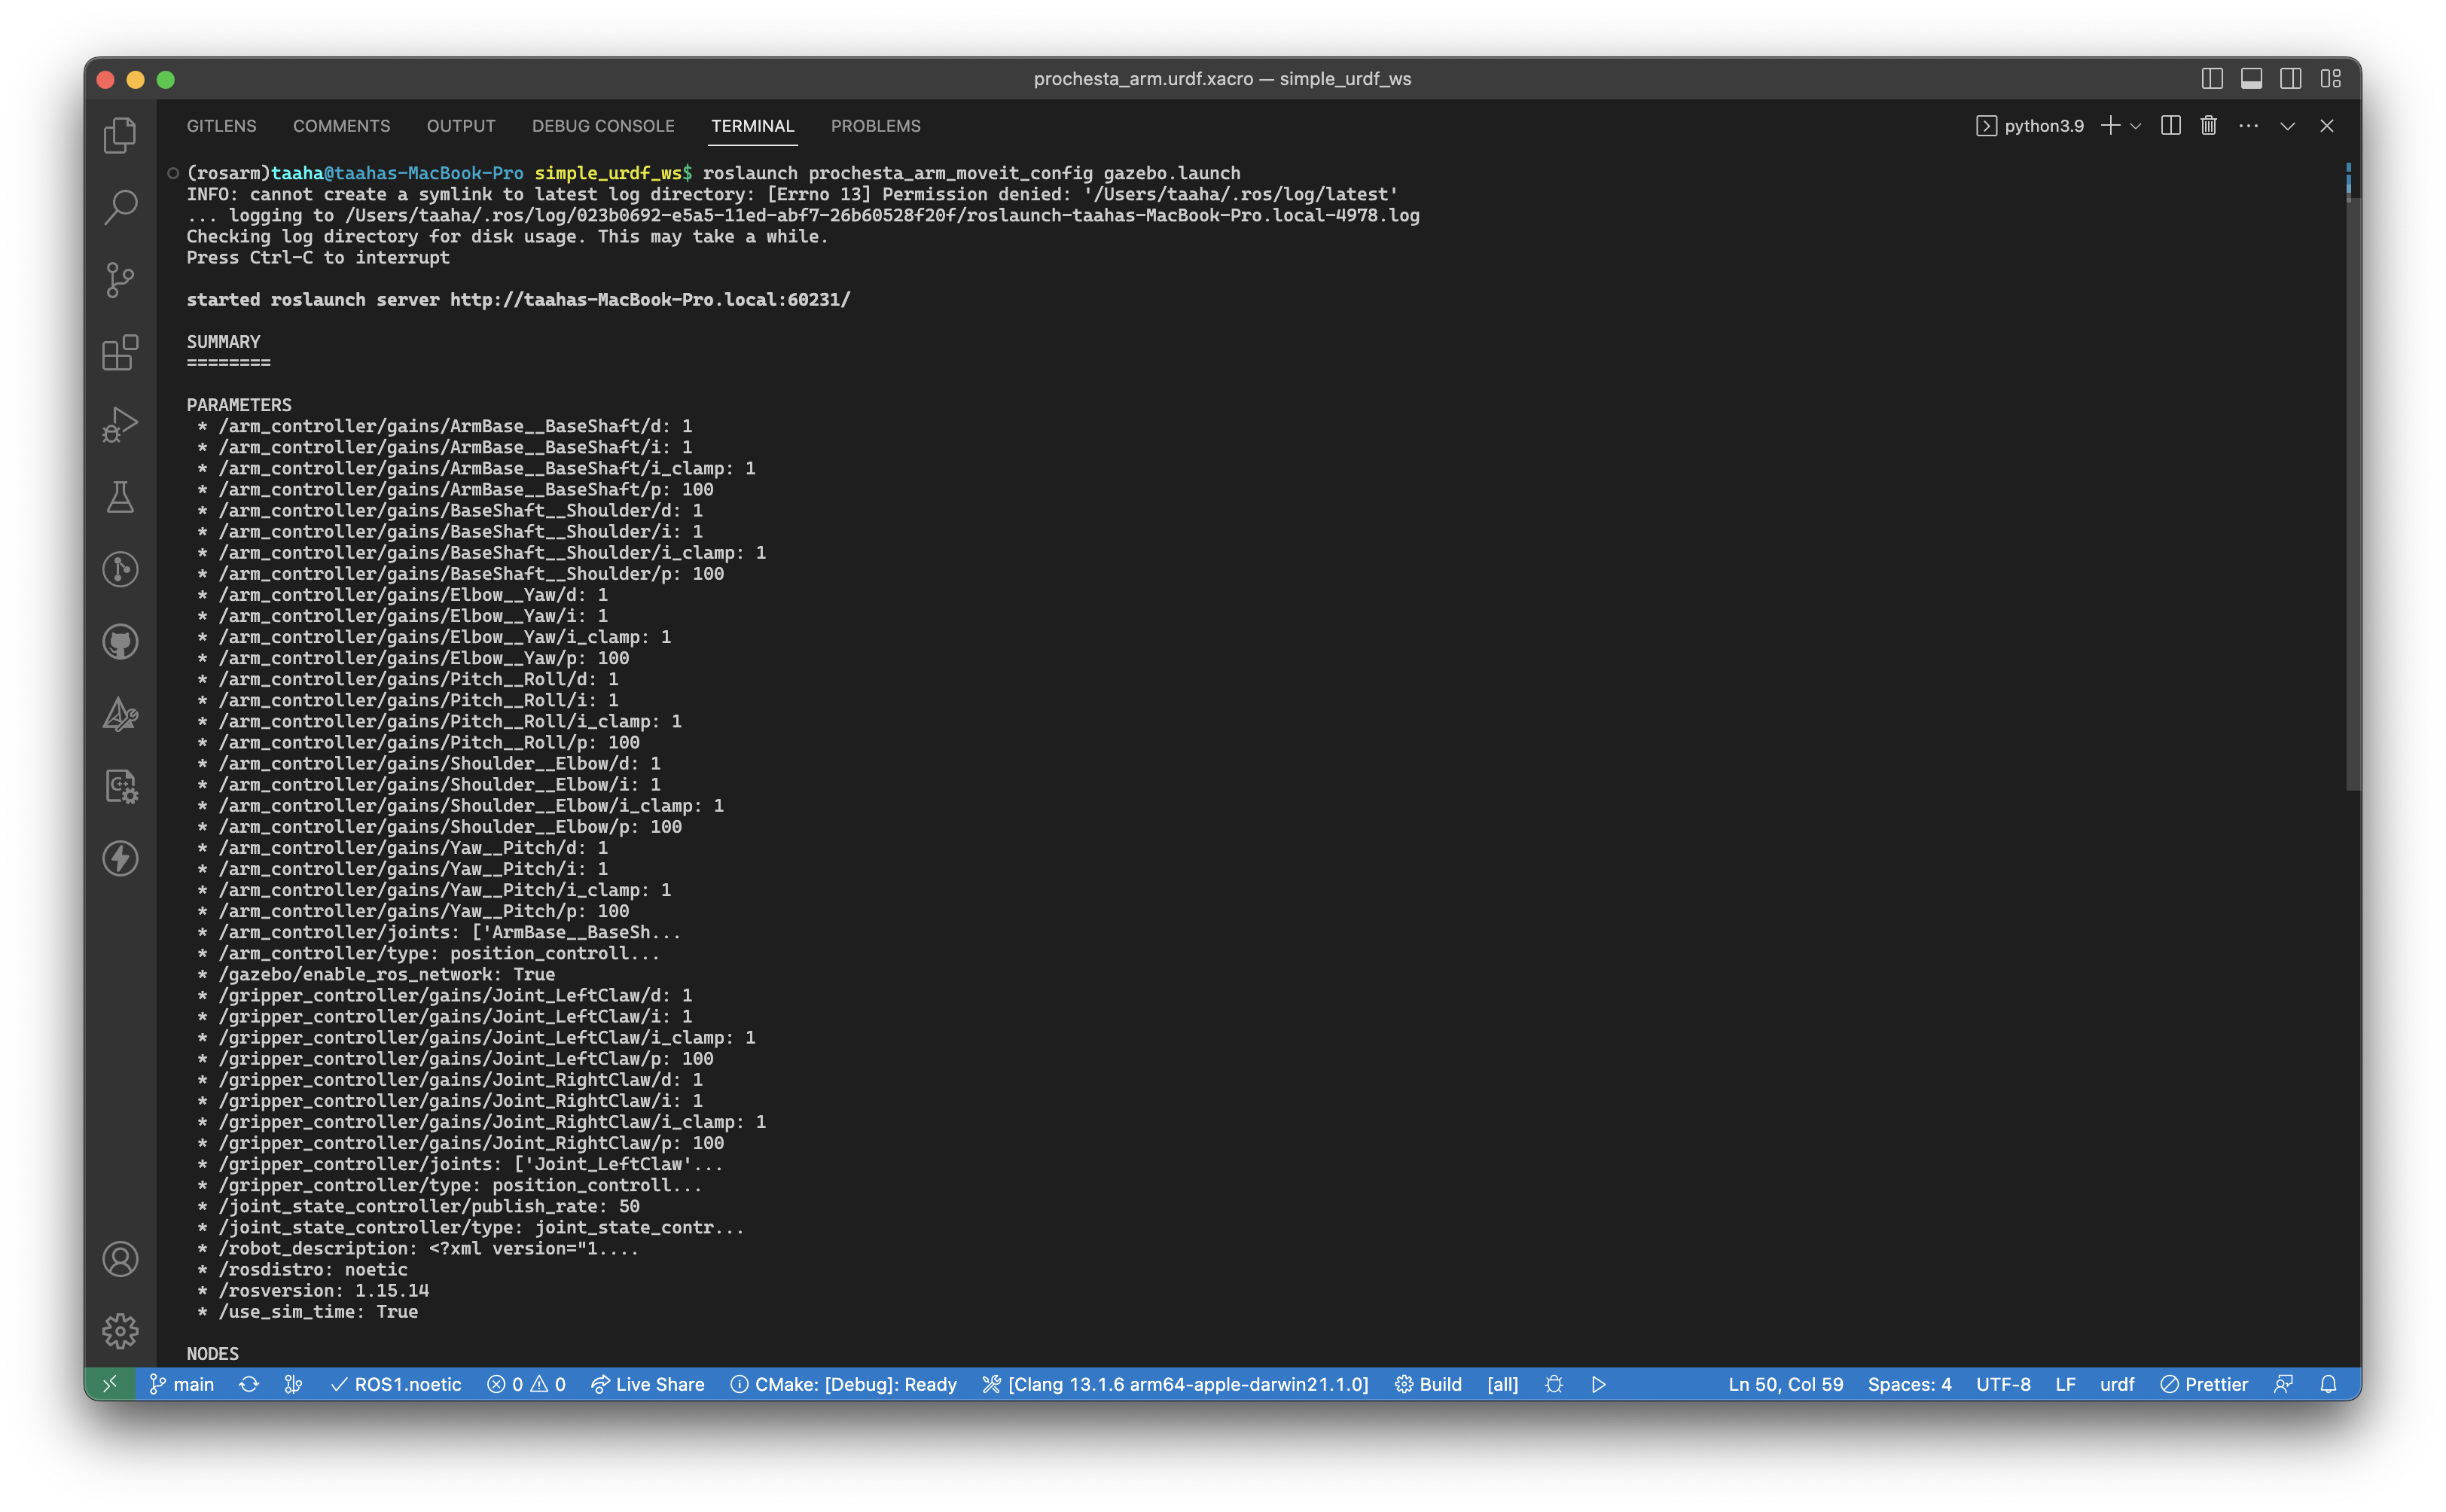 prochesta_arm.urdf.xacro — simple_urdf_ws
GITLENS COMMENTS OUTPUT DEBUG CONSOLE TERMINAL PROBLEMS python3.9
(rosarm)taaha@taahas-MacBook-Pro simple_urdf_ws$ roslaunch prochesta_arm_moveit_config gazebo.launch
INFO: cannot create a symlink to latest log directory: [Errno 13] Permission denied: '/Users/taaha/.ros/log/latest'
... logging to /Users/taaha/.ros/log/023b0692-e5a5-11ed-abf7-26b60528f20f/roslaunch-taahas-MacBook-Pro.local-4978.log
Checking log directory for disk usage. This may take a while.
Press Ctrl-C to interrupt
started roslaunch server http://taahas-MacBook-Pro.local:60231/
SUMMARY
========
PARAMETERS
* /arm_controller/gains/ArmBase__BaseShaft/d: 1
* /arm_controller/gains/ArmBase__BaseShaft/i: 1
* /arm_controller/gains/ArmBase__BaseShaft/i_clamp: 1
* /arm_controller/gains/ArmBase__BaseShaft/p: 100
* /arm_controller/gains/BaseShaft__Shoulder/d: 1
* /arm_controller/gains/BaseShaft__Shoulder/i: 1
* /arm_controller/gains/BaseShaft__Shoulder/i_clamp: 1
* /arm_controller/gains/BaseShaft__Shoulder/p: 100
* /arm_controller/gains/Elbow__Yaw/d: 1
* /arm_controller/gains/Elbow__Yaw/i: 1
* /arm_controller/gains/Elbow__Yaw/i_clamp: 1
* /arm_controller/gains/Elbow__Yaw/p: 100
* /arm_controller/gains/Pitch__Roll/d: 1
* /arm_controller/gains/Pitch__Roll/i: 1
* /arm_controller/gains/Pitch__Roll/i_clamp: 1
* /arm_controller/gains/Pitch__Roll/p: 100
* /arm_controller/gains/Shoulder__Elbow/d: 1
* /arm_controller/gains/Shoulder__Elbow/i: 1
* /arm_controller/gains/Shoulder__Elbow/i_clamp: 1
* /arm_controller/gains/Shoulder__Elbow/p: 100
* /arm_controller/gains/Yaw__Pitch/d: 1
* /arm_controller/gains/Yaw__Pitch/i: 1
* /arm_controller/gains/Yaw__Pitch/i_clamp: 1
* /arm_controller/gains/Yaw__Pitch/p: 100
* /arm_controller/joints: ['ArmBase__BaseSh...
* /arm_controller/type: position_controll...
* /gazebo/enable_ros_network: True
* /gripper_controller/gains/Joint_LeftClaw/d: 1
* /gripper_controller/gains/Joint_LeftClaw/i: 1
* /gripper_controller/gains/Joint_LeftClaw/i_clamp: 1
* /gripper_controller/gains/Joint_LeftClaw/p: 100
* /gripper_controller/gains/Joint_RightClaw/d: 1
* /gripper_controller/gains/Joint_RightClaw/i: 1
* /gripper_controller/gains/Joint_RightClaw/i_clamp: 1
* /gripper_controller/gains/Joint_RightClaw/p: 100
* /gripper_controller/joints: ['Joint_LeftClaw'...
* /gripper_controller/type: position_controll...
* /joint_state_controller/publish_rate: 50
* /joint_state_controller/type: joint_state_contr...
* /robot_description: <?xml version="1....
* /rosdistro: noetic
* /rosversion: 1.15.14
* /use_sim_time: True
NODES
main ROS1.noetic 0 0 Live Share CMake: [Debug]: Ready [Clang 13.1.6 arm64-apple-darwin21.1.0] Build [all] Ln 50, Col 59 Spaces: 4 UTF-8 LF urdf Prettier